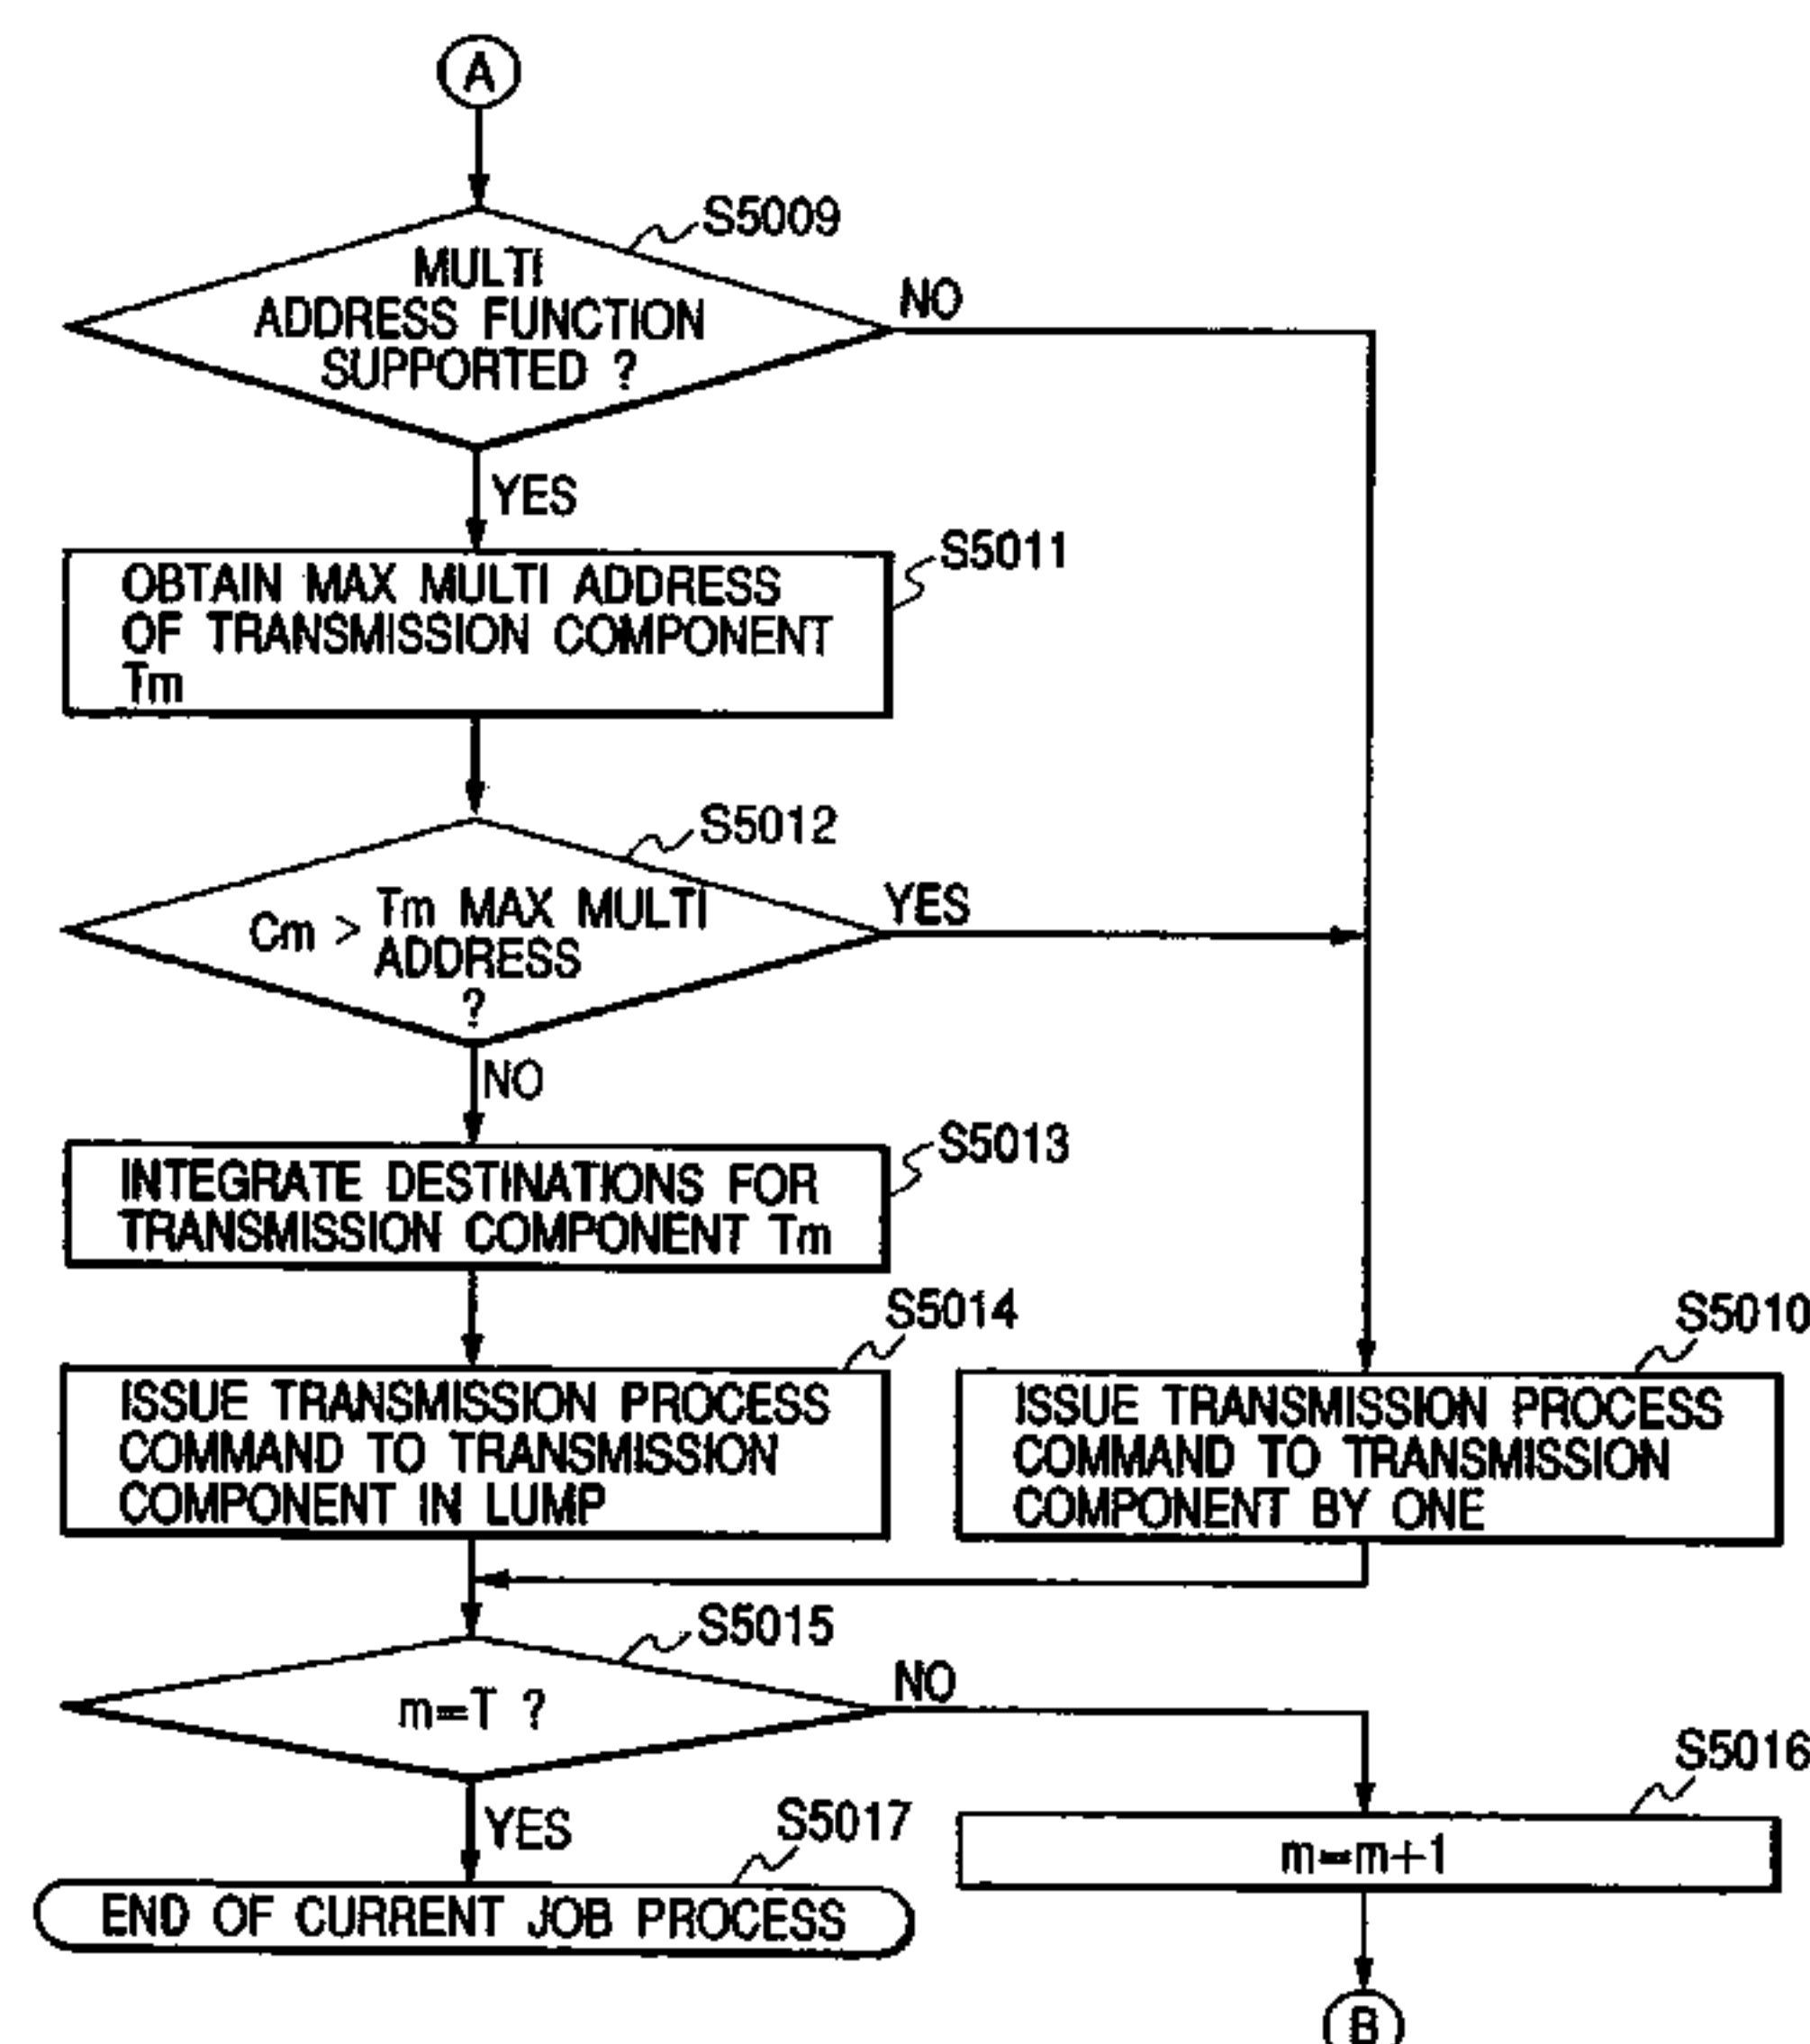 A
S5009
MULTI
ADDRESS FUNCTION
SUPPORTED ?
NO
YES
S5011
OBTAIN MAX MULTI ADDRESS
OF TRANSMISSION COMPONENT
Tm
S5012
Cm > Tm MAX MULTI
ADDRESS
?
YES
NO
S5013
INTEGRATE DESTINATIONS FOR
TRANSMISSION COMPONENT Tm
S5014
ISSUE TRANSMISSION PROCESS
COMMAND TO TRANSMISSION
COMPONENT IN LUMP
S5010
ISSUE TRANSMISSION PROCESS
COMMAND TO TRANSMISSION
COMPONENT BY ONE
S5015
m=T ?
NO
YES
S5016
m=m+1
S5017
END OF CURRENT JOB PROCESS
B